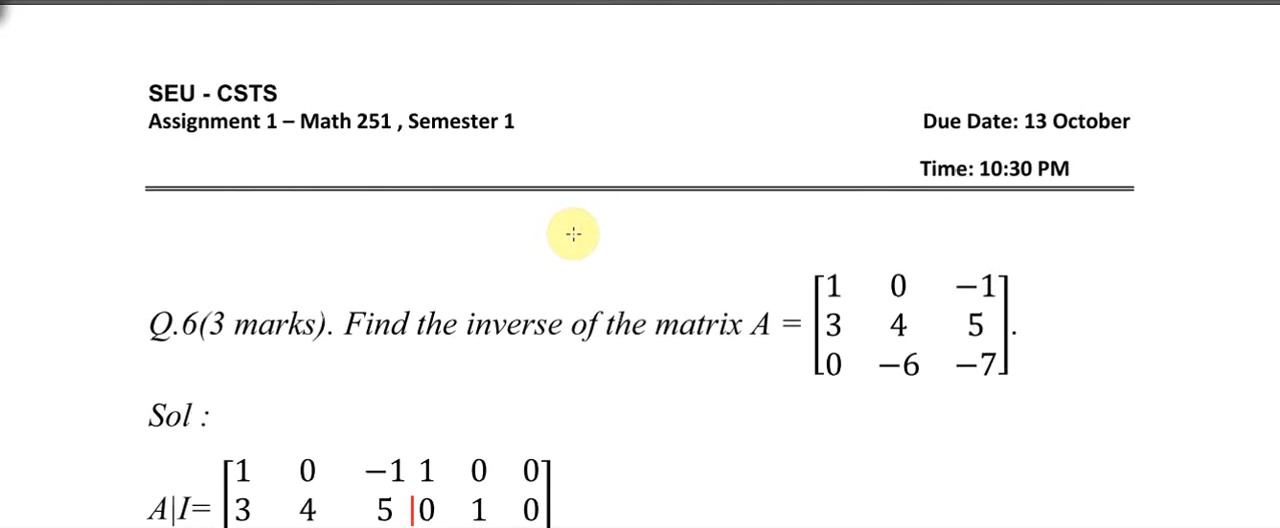 SEU - CSTS
Assignment 1 – Math 251 , Semester 1 Due Date: 13 October
Time: 10:30 PM
Q.6(3 marks). Find the inverse of the matrix A = [1 0 −1
3 4 5
0 −6 −7].
Sol :
A|I= [1 0 −1 1 0 0
3 4 5 |0 1 0]